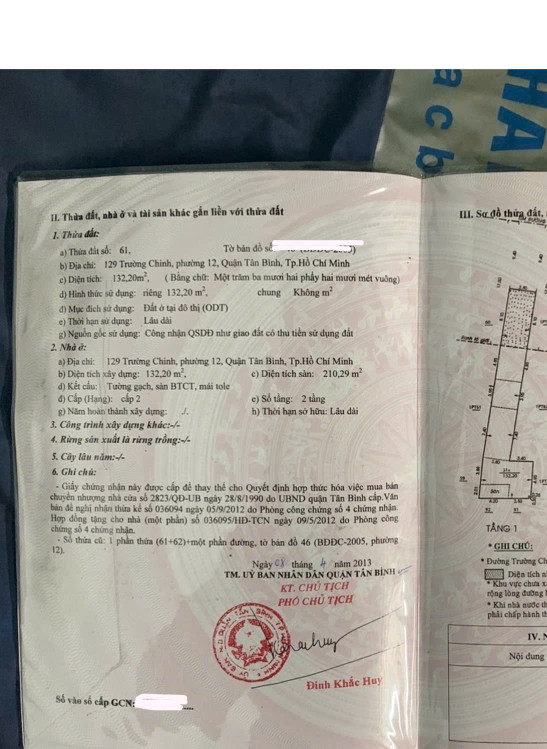 HA
a c b
II. Thửa đất, nhà ở và tài sản khác gắn liền với thửa đất
1. Thửa đất:
a) Thửa đất số: 61, Tờ bản đồ số
b) Địa chỉ: 129 Trường Chinh, phường 12, Quận Tân Bình, Tp.Hồ Chí Minh
c) Diện tích: 132,20m², ( Bằng chữ: Một trăm ba mươi hai phẩy hai mươi mét vuông)
d) Hình thức sử dụng: riêng 132,20 m², chung Không m²
đ) Mục đích sử dụng: Đất ở tại đô thị (ODT)
e) Thời hạn sử dụng: Lâu dài
g) Nguồn gốc sử dụng: Công nhận QSDĐ như giao đất có thu tiền sử dụng đất
2. Nhà ở:
a) Địa chỉ: 129 Trường Chinh, phường 12, Quận Tân Bình, Tp.Hồ Chí Minh
b) Diện tích xây dựng: 132,20 m², c) Diện tích sàn: 210,29 m²
d) Kết cấu: Tường gạch, sàn BTCT, mái tole
đ) Cấp (Hạng): cấp 2 e) Số tầng: 2 tầng
g) Năm hoàn thành xây dựng: ./. h) Thời hạn sở hữu: Lâu dài
3. Công trình xây dựng khác:-/-
4. Rừng sản xuất là rừng trồng:-/-
5. Cây lâu năm:-/-
6. Ghi chú:
- Giấy chứng nhận này được cấp để thay thế cho Quyết định hợp thức hóa việc mua bán
chuyển nhượng nhà cửa số 2823/QĐ-UB ngày 28/8/1990 do UBND quận Tân Bình cấp.Văn
bản đề nghị nhận thừa kế số 036094 ngày 05/9/2012 do Phòng công chứng số 4 chứng nhận.
Hợp đồng tặng cho nhà (một phần) số 036095/HĐ-TCN ngày 09/5/2012 do Phòng công
chứng số 4 chứng nhận.
- Số thửa cũ: 1 phần thửa (61+62)+một phần đường, tờ bản đồ 46 (BĐĐC-2005, phường
12).
Ngày 08 tháng 4 năm 2013
TM. UỶ BAN NHÂN DÂN QUẬN TÂN BÌNH
KT. CHỦ TỊCH
PHÓ CHỦ TỊCH
Đinh Khắc Huy
Số vào sổ cấp GCN:
III. Sơ đồ thửa đất,
TẦNG 1
* GHI CHÚ:
* Đường Trường Ch
Diện tích n
* Khu vực chưa x
rộng lòng đường
* Khi nhà nước th
phải chấp hành th
IV. N
Nội dung